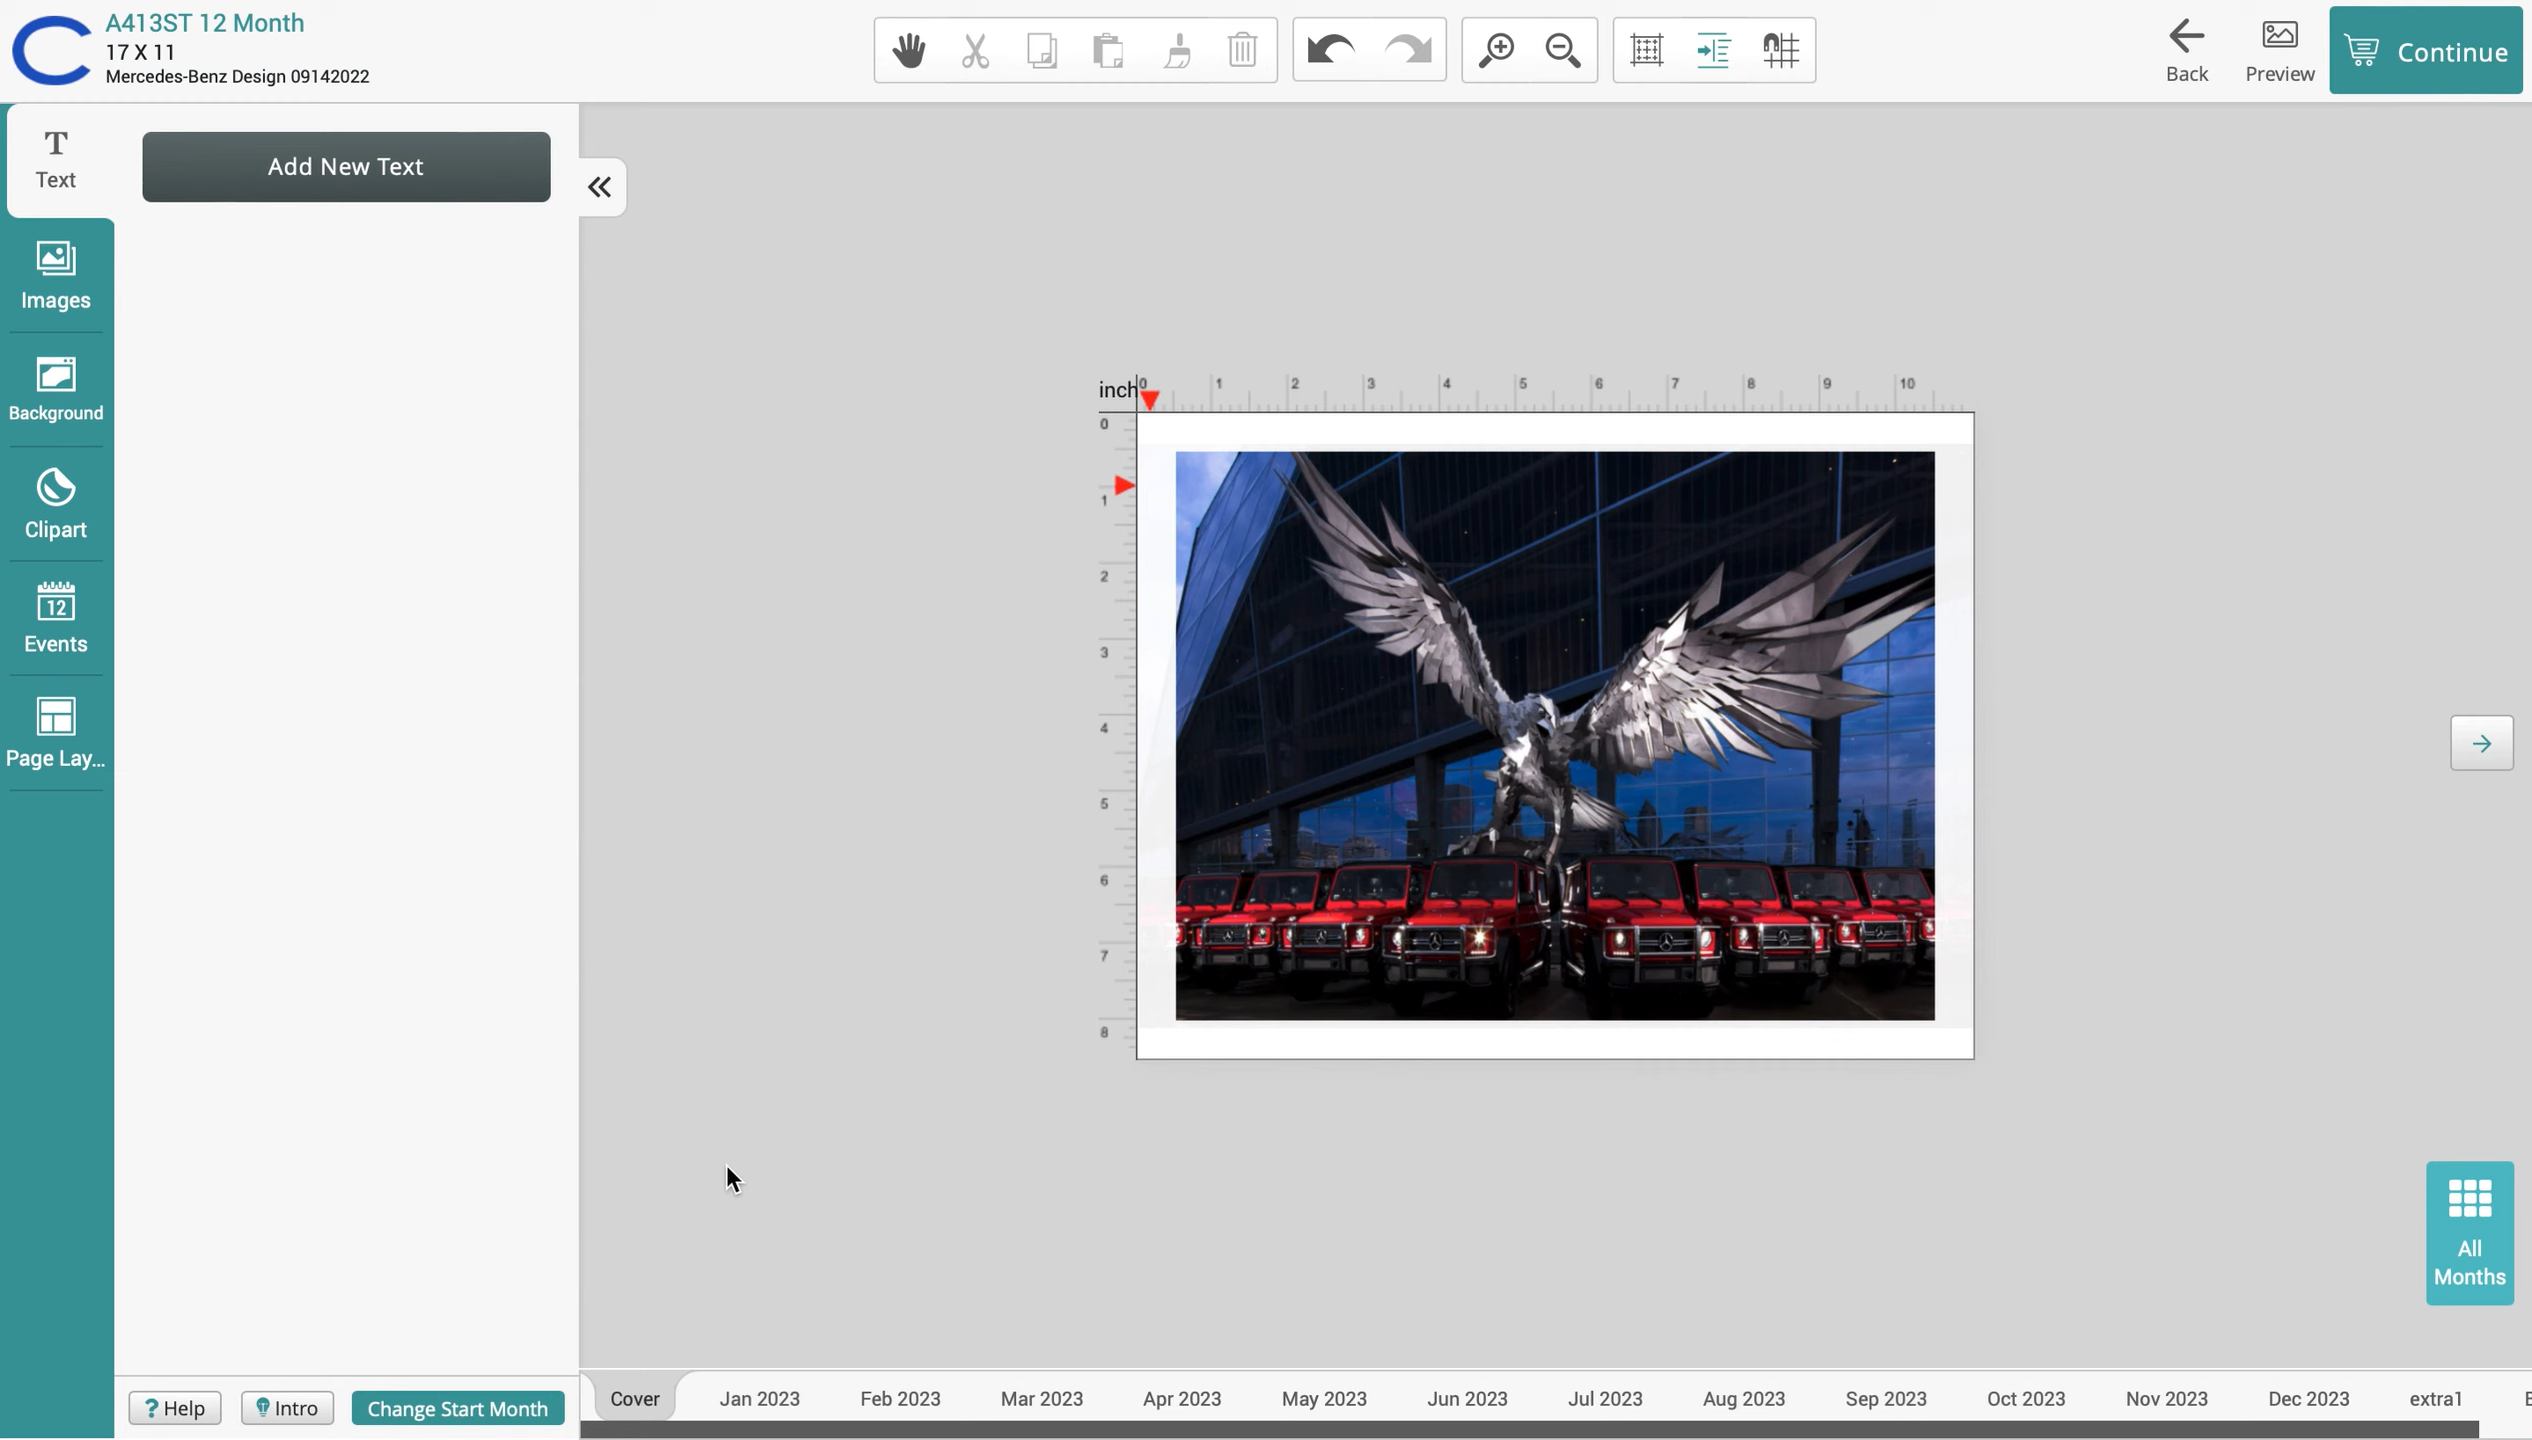 A413ST 12 Month
17 X 11
Mercedes-Benz Design 09142022
Back
Preview
Continue
T
Text
Add New Text
Images
Background
Clipart
12
Events
Page Lay...
inch
0 1 2 3 4 5 6 7 8 9 10
0
1
2
3
4
5
6
7
8
All
Months
? Help
Intro
Change Start Month
Cover
Jan 2023
Feb 2023
Mar 2023
Apr 2023
May 2023
Jun 2023
Jul 2023
Aug 2023
Sep 2023
Oct 2023
Nov 2023
Dec 2023
extra1